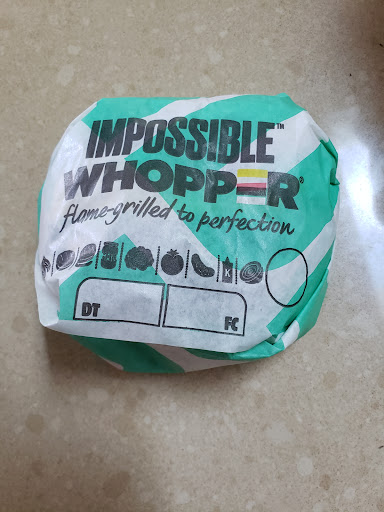 IMPOSSIBLE™
WHOPPER®
flame-grilled to perfection
K
DT
FC